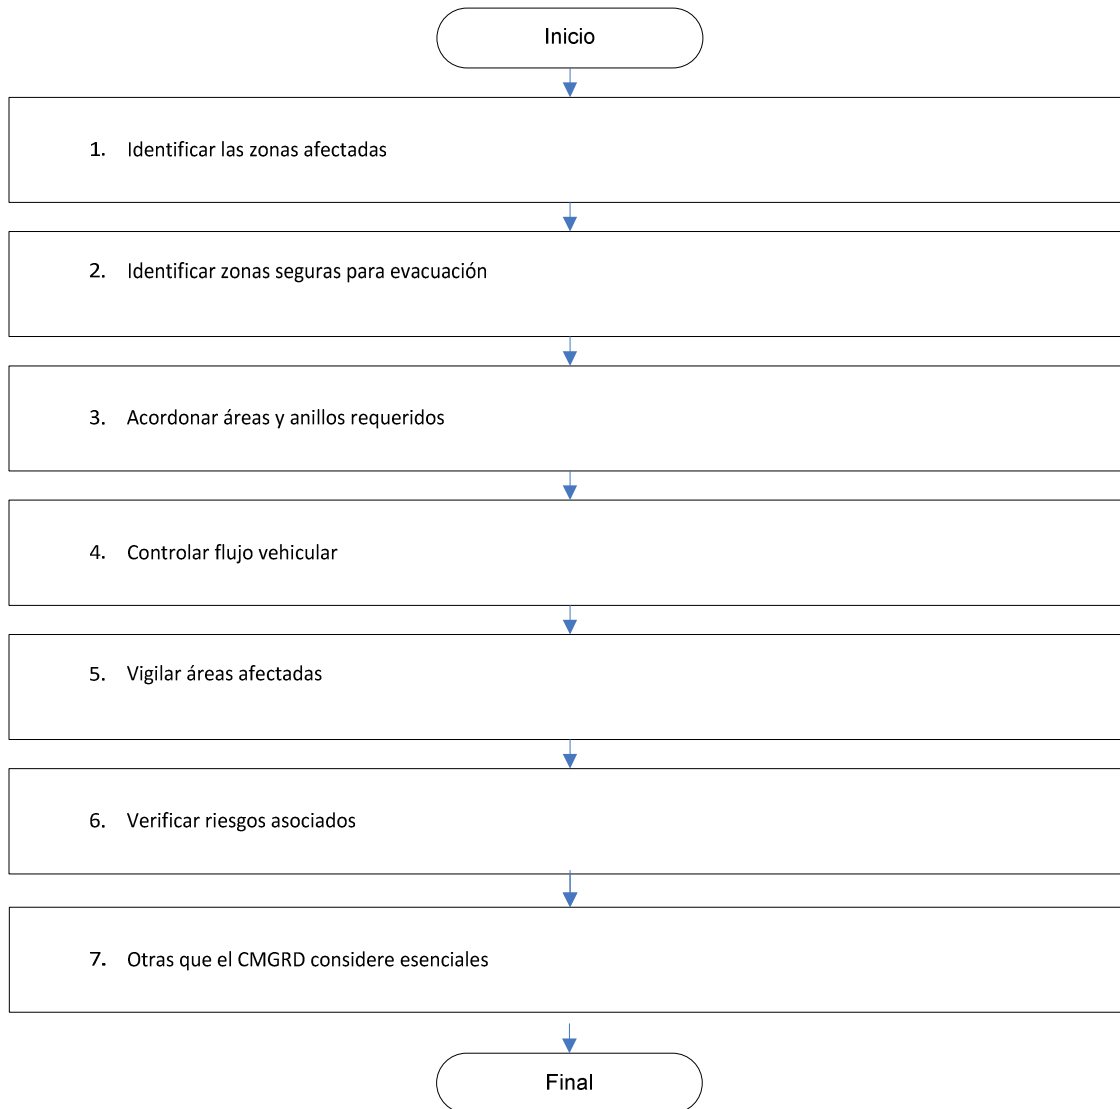 Inicio
1. Identificar las zonas afectadas
2. Identificar zonas seguras para evacuación
3. Acordonar áreas y anillos requeridos
4. Controlar flujo vehicular
5. Vigilar áreas afectadas
6. Verificar riesgos asociados
7. Otras que el CMGRD considere esenciales
Final